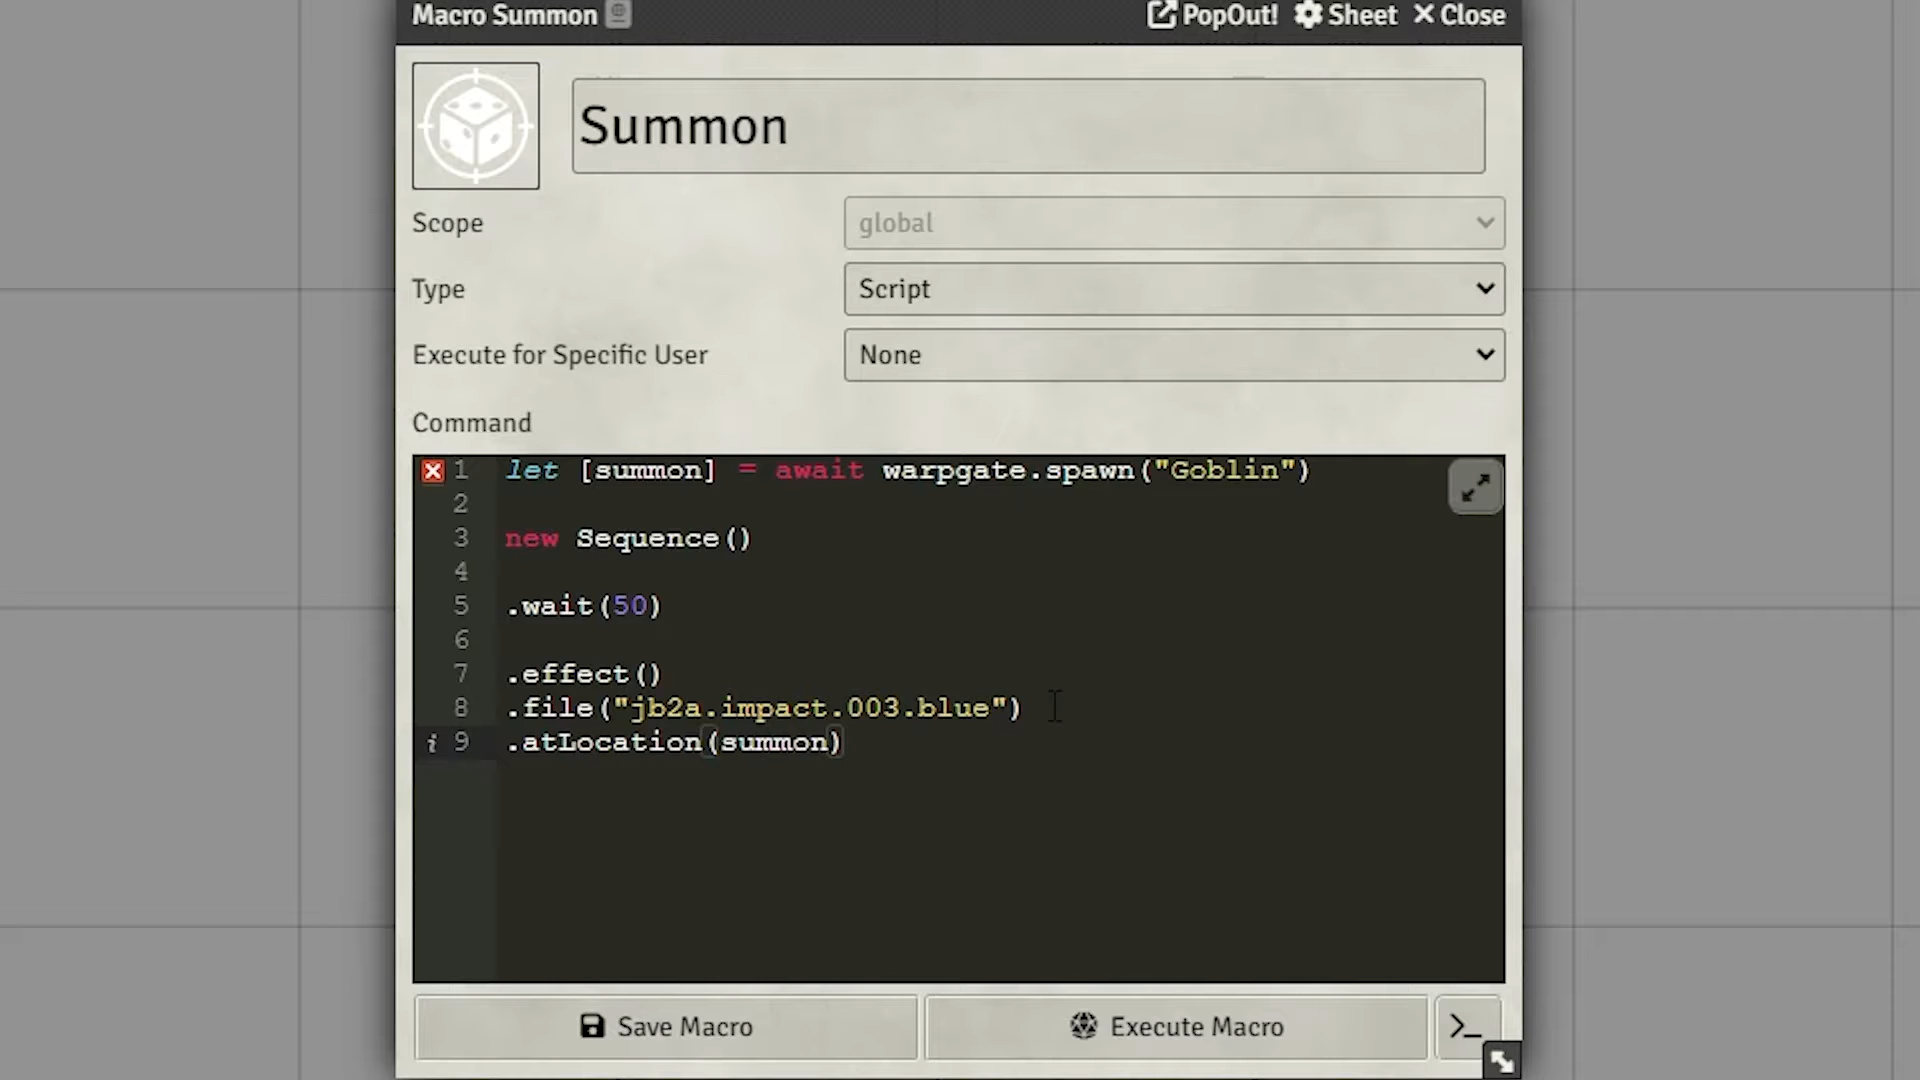 Macro Summon PopOut! Sheet Close
Summon
Scope global
Type Script
Execute for Specific User None
Command
1 let [summon] = await warpgate.spawn("Goblin")
2
3 new Sequence()
4
5 .wait(50)
6
7 .effect()
8 .file("jb2a.impact.003.blue")
9 .atLocation(summon)
Save Macro Execute Macro >_